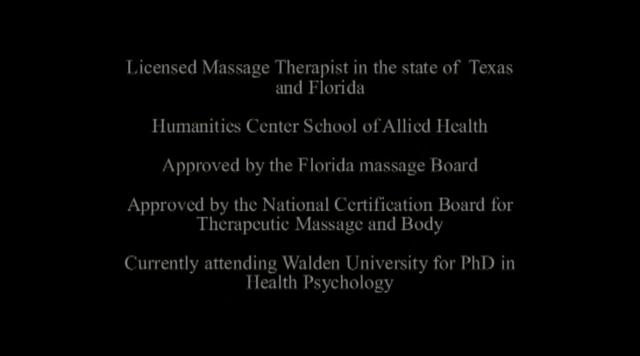 Licensed Massage Therapist in the state of Texas
and Florida
Humanities Center School of Allied Health
Approved by the Florida massage Board
Approved by the National Certification Board for
Therapeutic Massage and Body
Currently attending Walden University for PhD in
Health Psychology